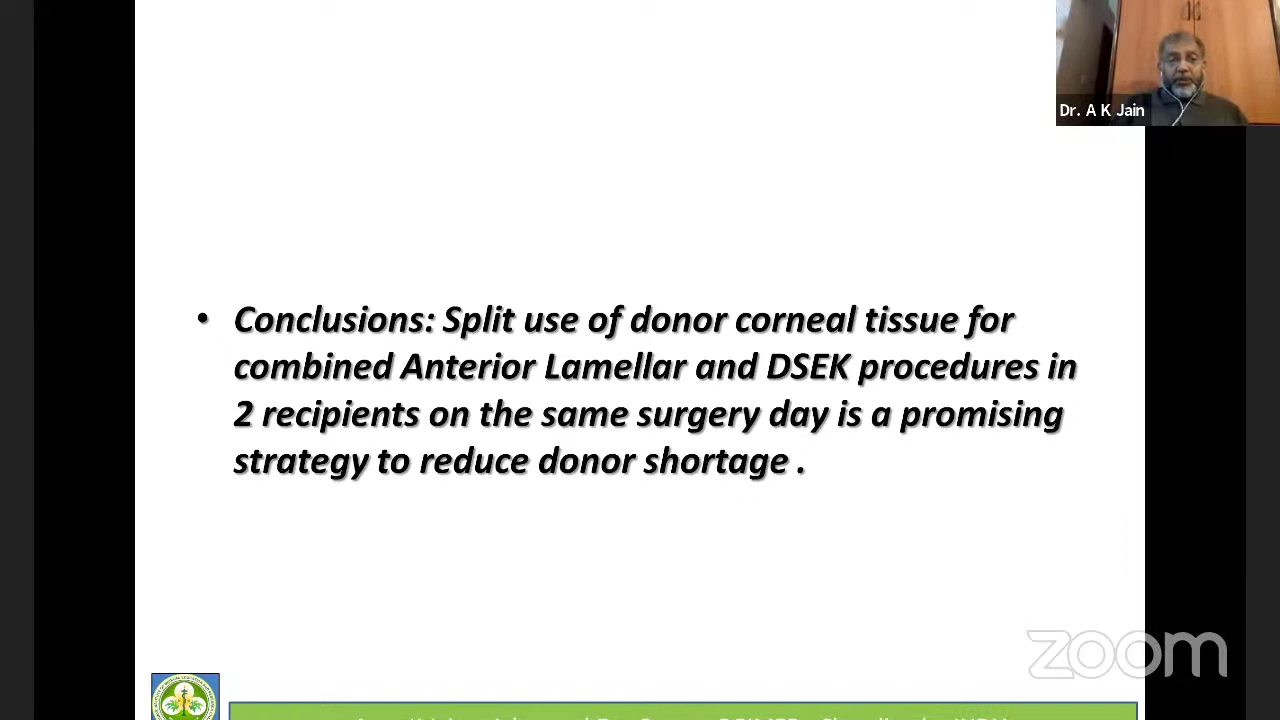 Dr. A K Jain
• Conclusions: Split use of donor corneal tissue for
combined Anterior Lamellar and DSEK procedures in
2 recipients on the same surgery day is a promising
strategy to reduce donor shortage .
zoom